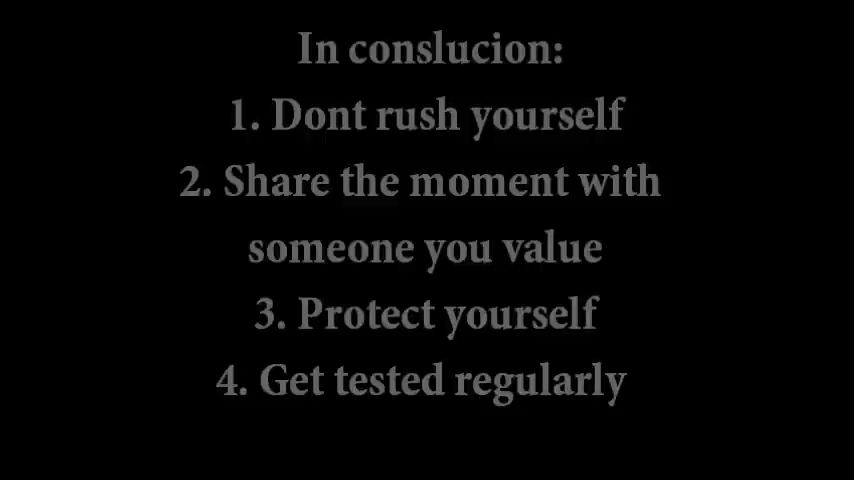 In conslucion:
1. Dont rush yourself
2. Share the moment with
someone you value
3. Protect yourself
4. Get tested regularly